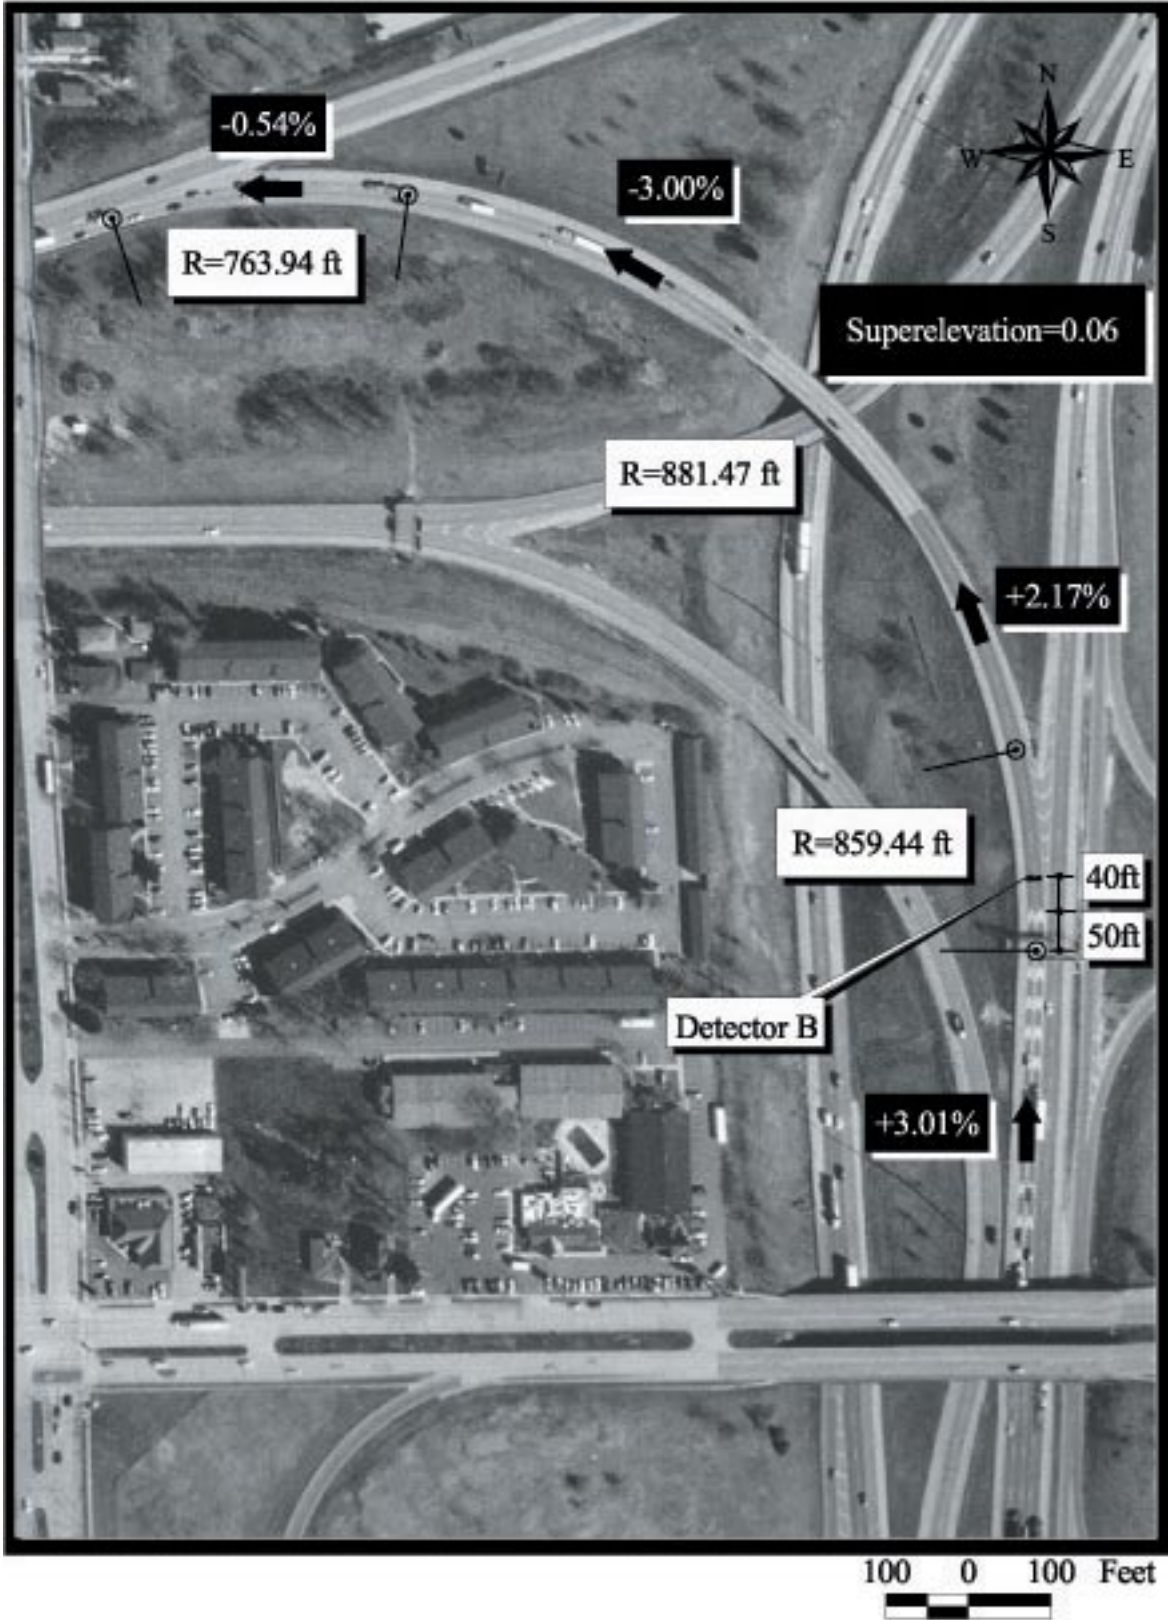 N
-0.54%
W
E
-3.00%
S
R=763.94 ft
Superelevation=0.06
R=881.47 ft
+2.17%
R=859.44 ft
40ft
50ft
Detector B
+3.01%
100 0 100 Feet